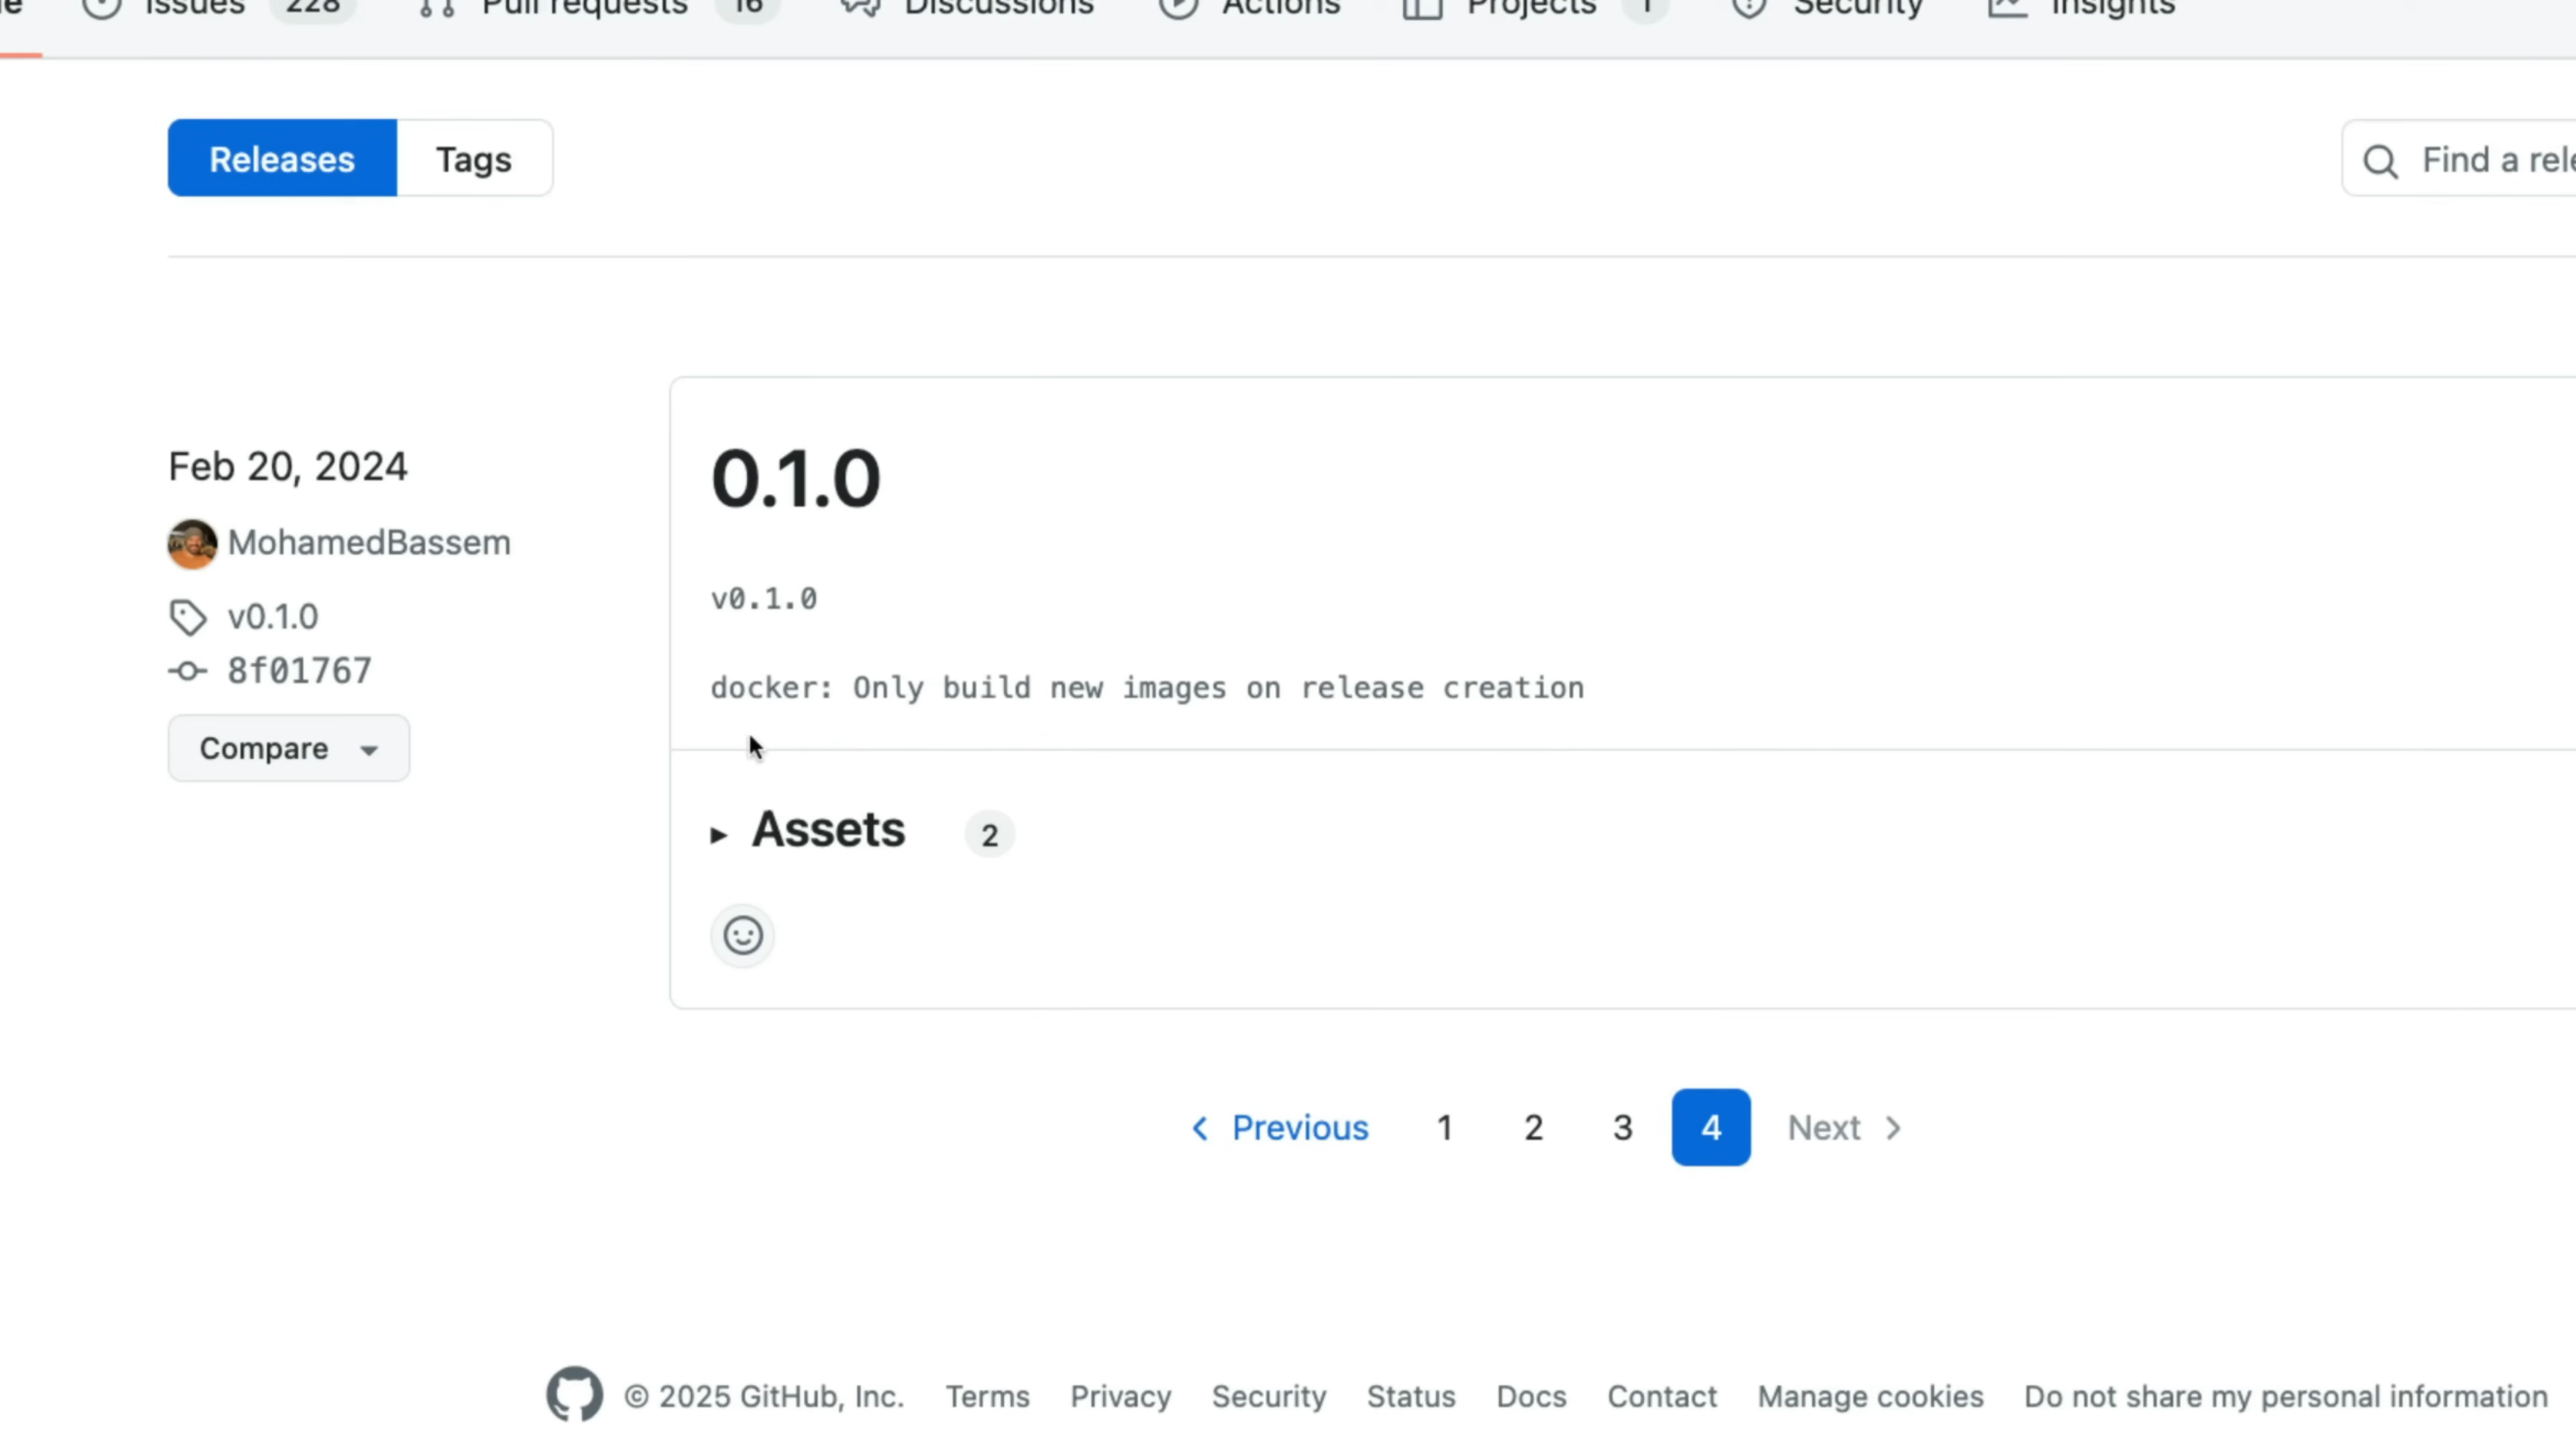 Issues 228 Pull requests 16 Discussions Actions Projects 1 Security Insights
Releases Tags
Find a rele
Feb 20, 2024
MohamedBassem
v0.1.0
8f01767
Compare
0.1.0
v0.1.0
docker: Only build new images on release creation
Assets 2
Previous 1 2 3 4 Next
© 2025 GitHub, Inc. Terms Privacy Security Status Docs Contact Manage cookies Do not share my personal information